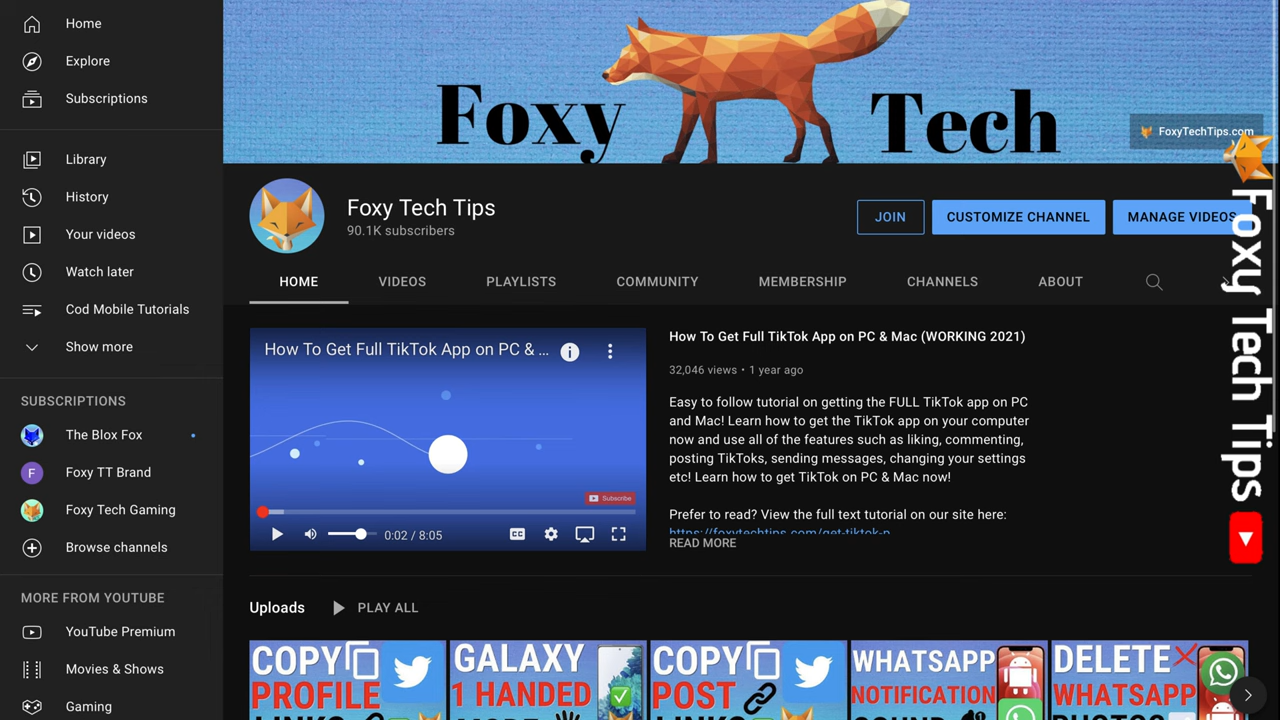 Home
Explore
Subscriptions
Library
History
Your videos
Watch later
Cod Mobile Tutorials
Show more
SUBSCRIPTIONS
The Blox Fox
F
Foxy TT Brand
Foxy Tech Gaming
Browse channels
MORE FROM YOUTUBE
YouTube Premium
Movies & Shows
Gaming
Foxy Tech
FoxyTechTips.com
Foxy Tech Tips
90.1K subscribers
JOIN
CUSTOMIZE CHANNEL
MANAGE VIDEOS
HOME
VIDEOS
PLAYLISTS
COMMUNITY
MEMBERSHIP
CHANNELS
ABOUT
How To Get Full TikTok App on PC & ...
Subscribe
0:02 / 8:05
CC
How To Get Full TikTok App on PC & Mac (WORKING 2021)
32,046 views • 1 year ago
Easy to follow tutorial on getting the FULL TikTok app on PC
and Mac! Learn how to get the TikTok app on your computer
now and use all of the features such as liking, commenting,
posting TikToks, sending messages, changing your settings
etc! Learn how to get TikTok on PC & Mac now!
Prefer to read? View the full text tutorial on our site here:
https://foxytechtips.com/get-tiktok-p
READ MORE
Uploads
PLAY ALL
COPY
PROFILE
GALAXY
1 HANDED
COPY
POST
WHATSAPP
NOTIFICATION
DELETE
WHATSAPP
Foxy Tech Tips